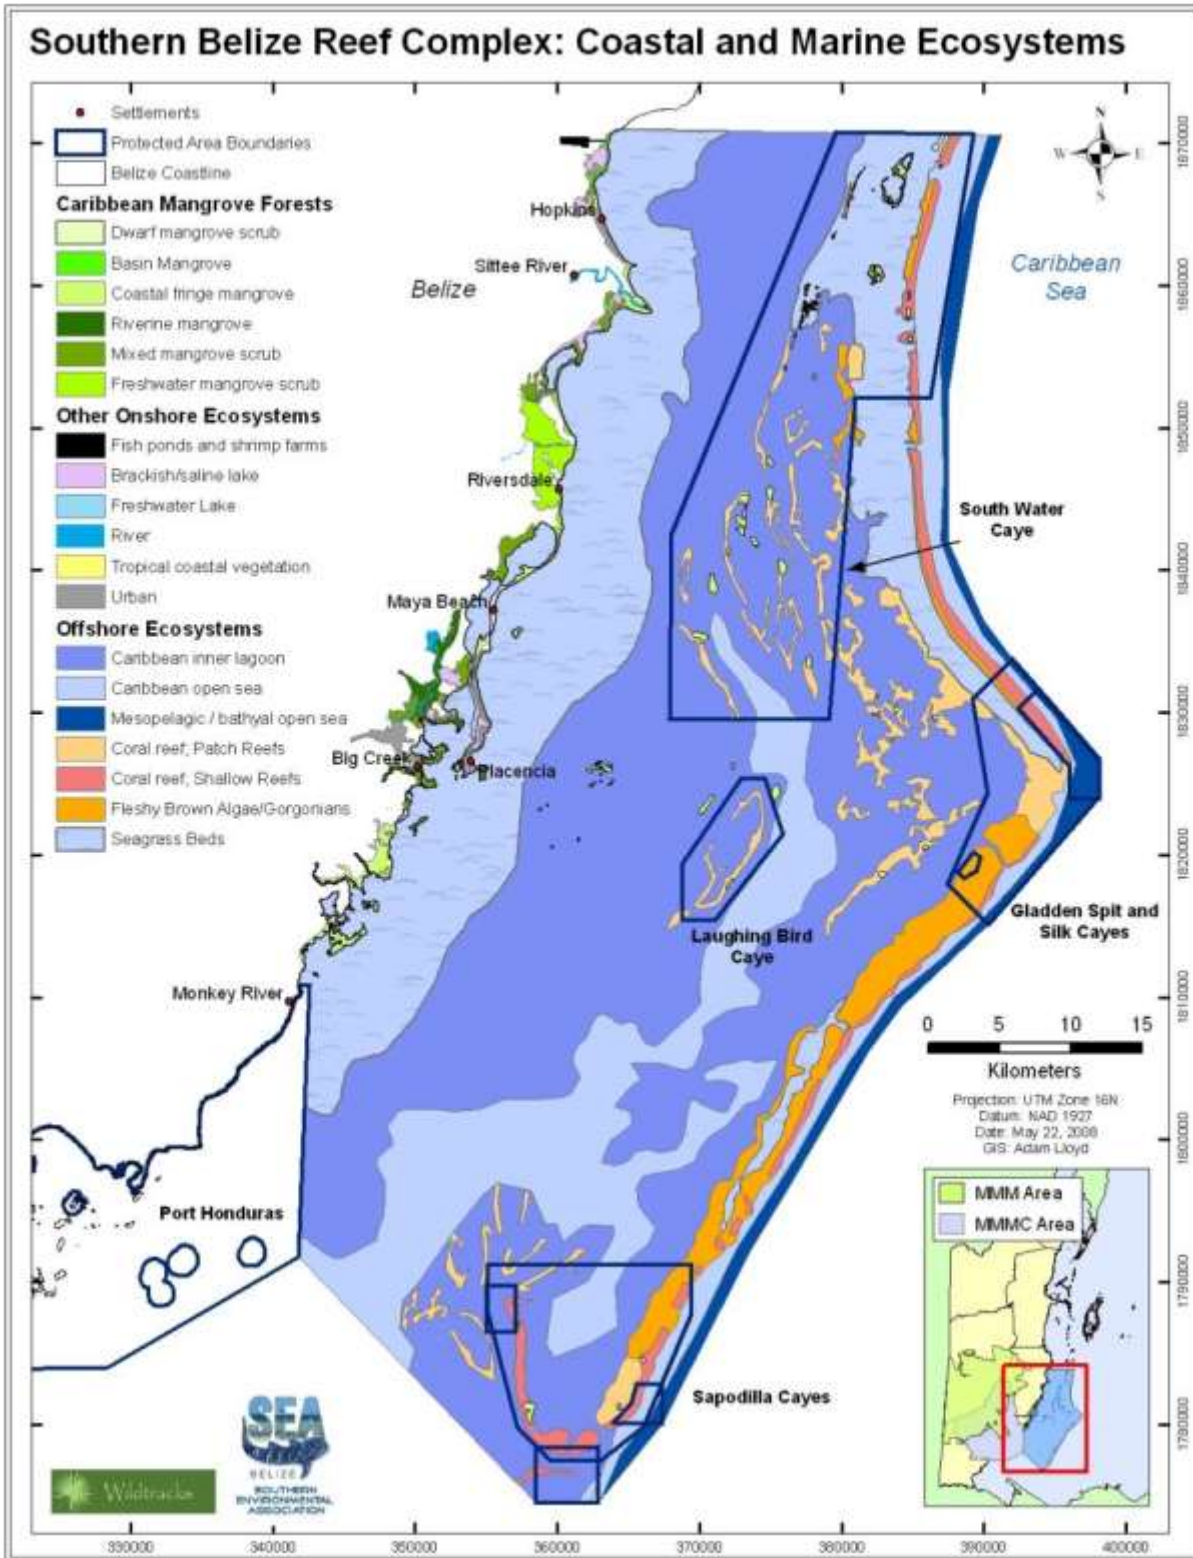 Southern Belize Reef Complex: Coastal and Marine Ecosystems
Settlements
Protected Area Boundaries
Belize Coastline
Caribbean Mangrove Forests
Dwarf mangrove scrub
Basin Mangrove
Coastal fringe mangrove
Riverine mangrove
Mixed mangrove scrub
Freshwater mangrove scrub
Other Onshore Ecosystems
Fish ponds and shrimp farms
Brackish/saline lake
Freshwater Lake
River
Tropical coastal vegetation
Urban
Offshore Ecosystems
Caribbean inner lagoon
Caribbean open sea
Mesopelagic / bathyal open sea
Coral reef, Patch Reefs
Coral reef, Shallow Reefs
Fleshy Brown Algae/Gorgonians
Seagrass Beds
N
W E
S
Hopkins
Sittee River
Belize
Caribbean
Sea
Riversdale
South Water
Caye
Maya Beach
Big Creek
Placencia
Laughing Bird
Caye
Gladden Spit and
Silk Cayes
Monkey River
Port Honduras
Sapodilla Cayes
0 5 10 15
Kilometers
Projection: UTM Zone 16N
Datum: NAD 1927
Date: May 22, 2008
GIS: Adam Lloyd
MMM Area
MMMC Area
Wildtracks
SEA
BELIZE
SOUTHERN
ENVIRONMENTAL
ASSOCIATION
1870000
1860000
1850000
1840000
1830000
1820000
1810000
1800000
1790000
1780000
330000 340000 350000 360000 370000 380000 390000 400000